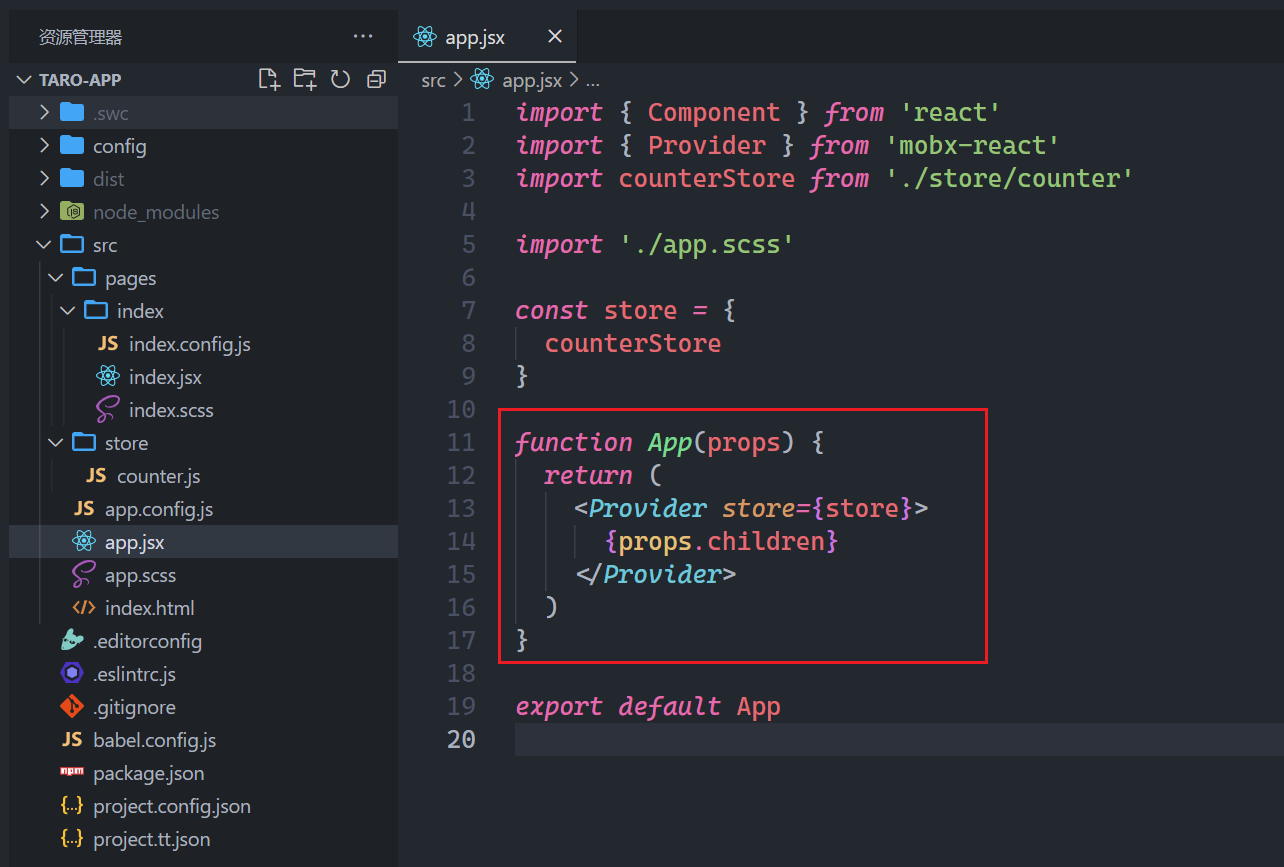 资源管理器
TARO-APP
.swc
config
dist
node_modules
src
pages
index
JS index.config.js
index.jsx
index.scss
store
JS counter.js
JS app.config.js
app.jsx
app.scss
index.html
.editorconfig
.eslintrc.js
.gitignore
JS babel.config.js
npm package.json
{..} project.config.json
{..} project.tt.json
app.jsx
src > app.jsx > ...
1 import { Component } from 'react'
2 import { Provider } from 'mobx-react'
3 import counterStore from './store/counter'
4
5 import './app.scss'
6
7 const store = {
8 counterStore
9 }
10
11 function App(props) {
12 return (
13 <Provider store={store}>
14 {props.children}
15 </Provider>
16 )
17 }
18
19 export default App
20